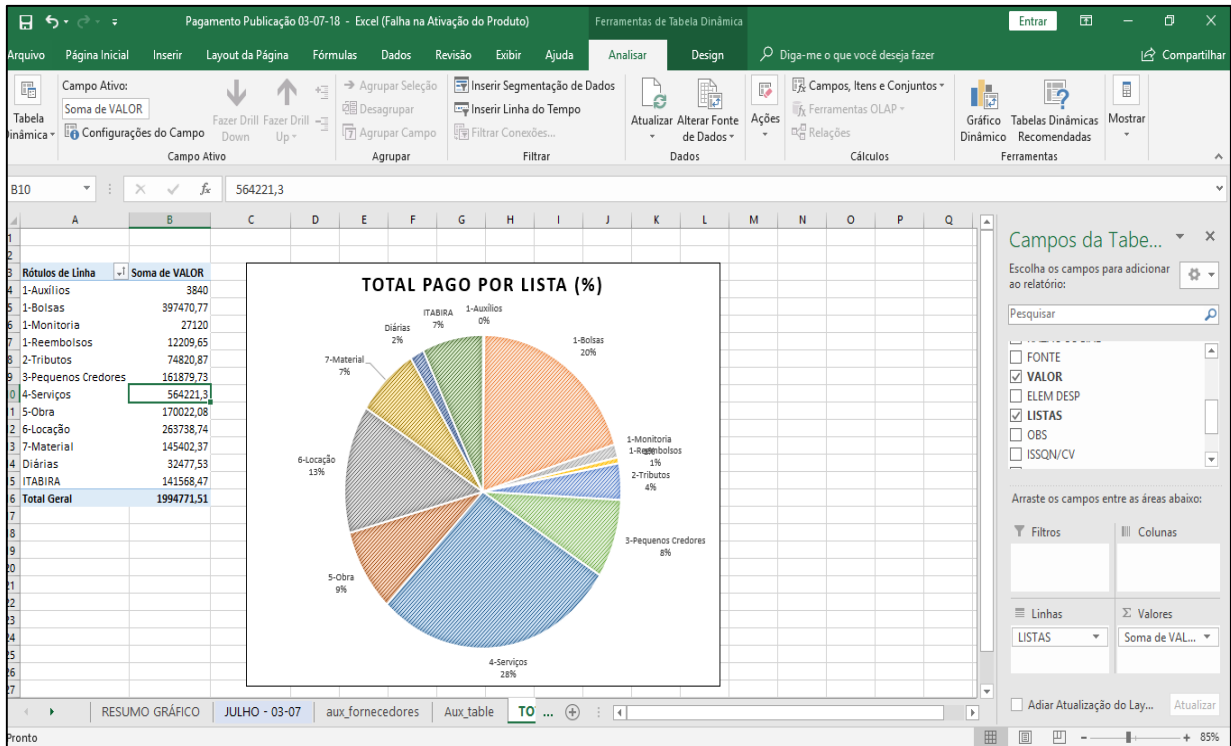 Pagamento Publicação 03-07-18 - Excel (Falha na Ativação do Produto)
Ferramentas de Tabela Dinâmica
Entrar
Arquivo Página Inicial Inserir Layout da Página Fórmulas Dados Revisão Exibir Ajuda Analisar Design Diga-me o que você deseja fazer Compartilhar
Tabela
Dinâmica
Campo Ativo:
Soma de VALOR
Configurações do Campo
Fazer Drill
Down
Fazer Drill
Up
Campo Ativo
Agrupar Seleção
Desagrupar
Agrupar Campo
Agrupar
Inserir Segmentação de Dados
Inserir Linha do Tempo
Filtrar Conexões...
Filtrar
Atualizar
Alterar Fonte
de Dados
Dados
Ações
Campos, Itens e Conjuntos
Ferramentas OLAP
Relações
Cálculos
Gráfico
Dinâmico
Tabelas Dinâmicas
Recomendadas
Mostrar
Ferramentas
B10 fx 564221,3
A B C D E F G H I J K L M N O P Q
Rótulos de Linha Soma de VALOR
1-Auxílios 3840
1-Bolsas 397470,77
1-Monitoria 27120
1-Reembolsos 12209,65
2-Tributos 74820,87
3-Pequenos Credores 161879,73
4-Serviços 564221,3
5-Obra 170022,08
6-Locação 263738,74
7-Material 145402,37
Diárias 32477,53
ITABIRA 141568,47
Total Geral 1994771,51
TOTAL PAGO POR LISTA (%)
1-Auxílios
0%
ITABIRA
7%
Diárias
2%
1-Bolsas
20%
7-Material
7%
1-Monitoria
1-Reembolsos
1%
2-Tributos
4%
6-Locação
13%
3-Pequenos Credores
8%
5-Obra
9%
4-Serviços
28%
Campos da Tabe...
Escolha os campos para adicionar
ao relatório:
Pesquisar
FONTE
VALOR
ELEM DESP
LISTAS
OBS
ISSQN/CV
Arraste os campos entre as áreas abaixo:
Filtros
Colunas
Linhas
Valores
LISTAS
Soma de VAL...
Adiar Atualização do Lay...
Atualizar
RESUMO GRÁFICO JULHO - 03-07 aux_fornecedores Aux_table TO ...
Pronto
85%